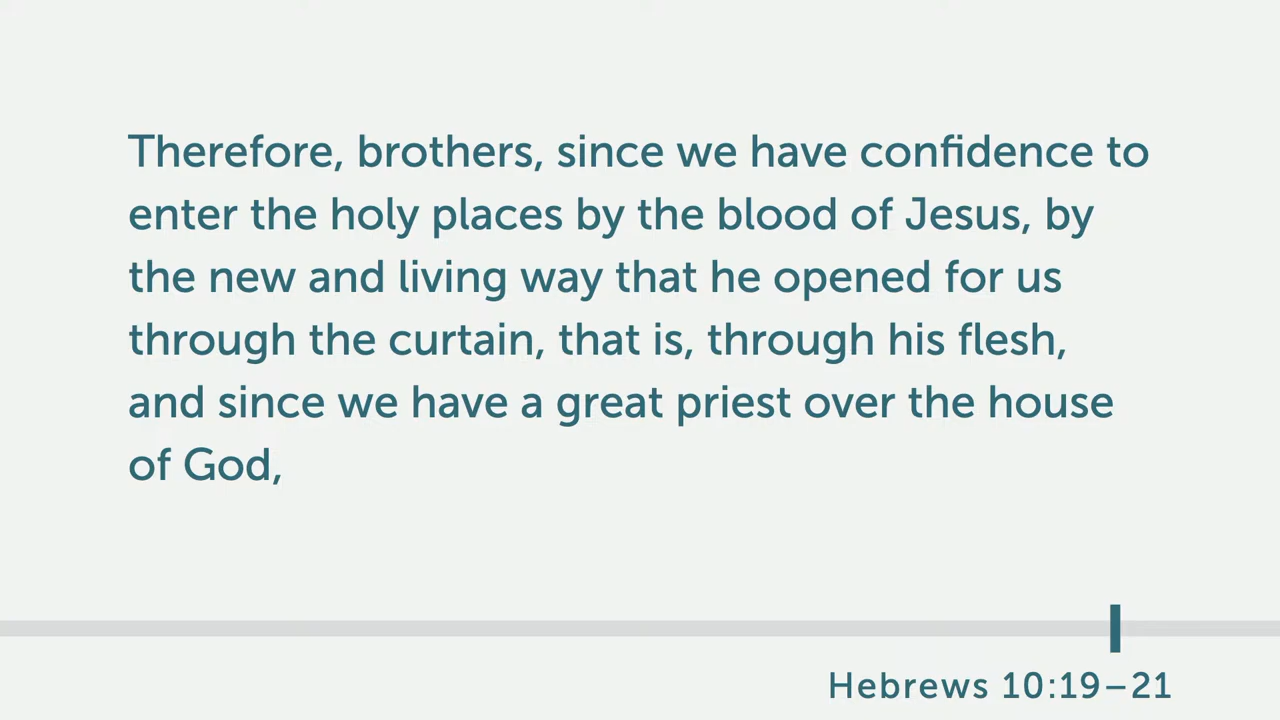 Therefore, brothers, since we have confidence to
enter the holy places by the blood of Jesus, by
the new and living way that he opened for us
through the curtain, that is, through his flesh,
and since we have a great priest over the house
of God,
Hebrews 10:19–21